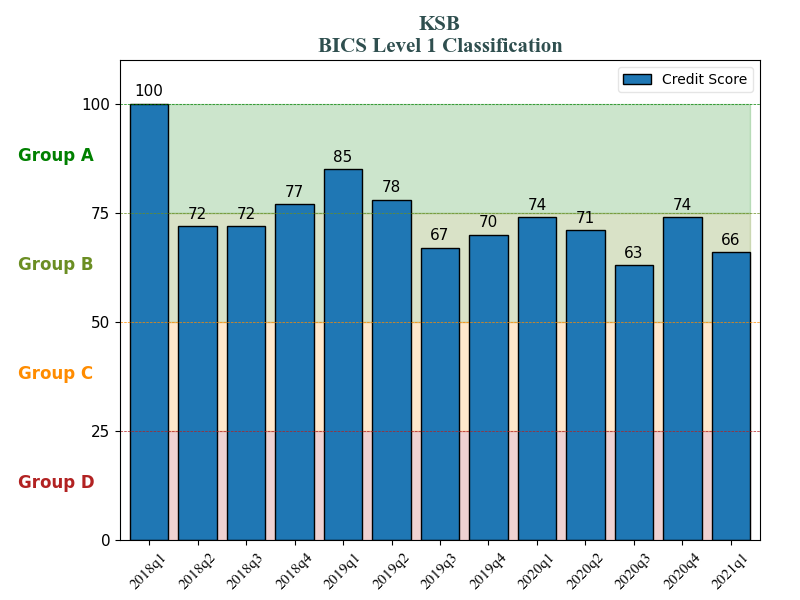 KSB
BICS Level 1 Classification
Credit Score
100
72
72
77
85
78
67
70
74
71
63
74
66
100
Group A
75
Group B
50
Group C
25
Group D
0
2018q1
2018q2
2018q3
2018q4
2019q1
2019q2
2019q3
2019q4
2020q1
2020q2
2020q3
2020q4
2021q1